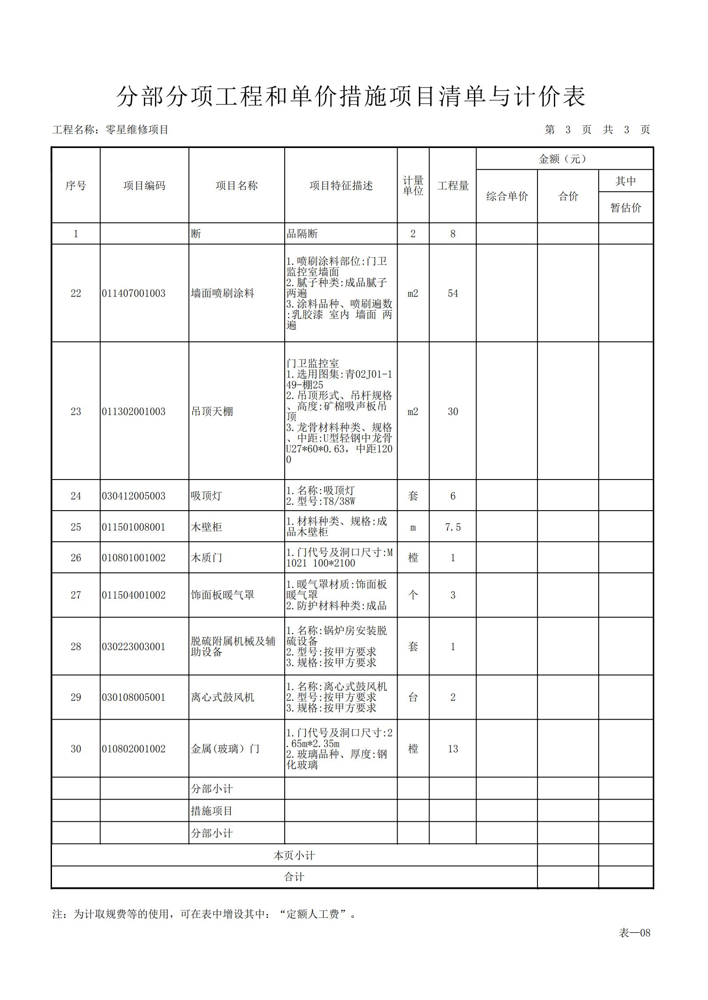 分部分项工程和单价措施项目清单与计价表
工程名称：零星维修项目
第 3 页 共 3 页
序号
项目编码
项目名称
项目特征描述
计量
单位
工程量
金额（元）
综合单价
合价
其中
暂估价
1
断
品隔断
2
8
22
011407001003
墙面喷刷涂料
1.喷刷涂料部位:门卫
监控室墙面
2.腻子种类:成品腻子
两遍
3.涂料品种、喷刷遍数
:乳胶漆 室内 墙面 两
遍
m2
54
23
011302001003
吊顶天棚
门卫监控室
1.选用图集:青02J01-1
49-棚25
2.吊顶形式、吊杆规格
、高度:矿棉吸声板吊
顶
3.龙骨材料种类、规格
、中距:U型轻钢中龙骨
U27*60*0.63，中距120
0
m2
30
24
030412005003
吸顶灯
1.名称:吸顶灯
2.型号:T8/38W
套
6
25
011501008001
木壁柜
1.材料种类、规格:成
品木壁柜
m
7.5
26
010801001002
木质门
1.门代号及洞口尺寸:M
1021 100*2100
樘
1
27
011504001002
饰面板暖气罩
1.暖气罩材质:饰面板
暖气罩
2.防护材料种类:成品
个
3
28
030223003001
脱硫附属机械及辅
助设备
1.名称:锅炉房安装脱
硫设备
2.型号:按甲方要求
3.规格:按甲方要求
套
1
29
030108005001
离心式鼓风机
1.名称:离心式鼓风机
2.型号:按甲方要求
3.规格:按甲方要求
台
2
30
010802001002
金属(玻璃）门
1.门代号及洞口尺寸:2
.65m*2.35m
2.玻璃品种、厚度:钢
化玻璃
樘
13
分部小计
措施项目
分部小计
本页小计
合计
注：为计取规费等的使用，可在表中增设其中：“定额人工费”。
表—08